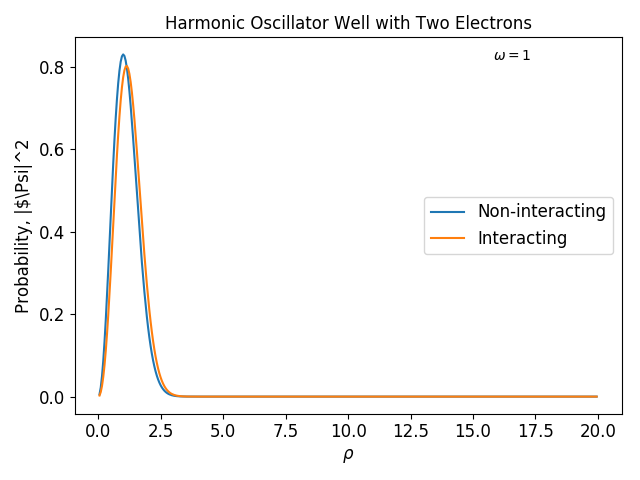 Harmonic Oscillator Well with Two Electrons
ω = 1
Probability, |$\Psi|^2
0.8
0.6
0.4
0.2
0.0
Non-interacting
Interacting
0.0 2.5 5.0 7.5 10.0 12.5 15.0 17.5 20.0
ρ